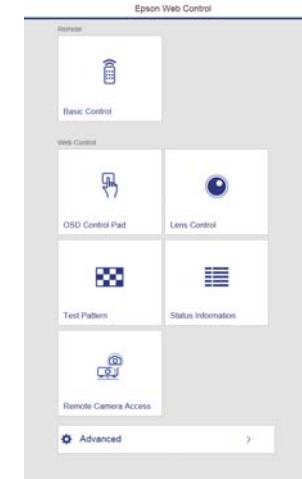 Epson Web Control
Remote
Basic Control
Web Control
OSD Control Pad
Lens Control
Test Pattern
Status Information
Remote Camera Access
Advanced